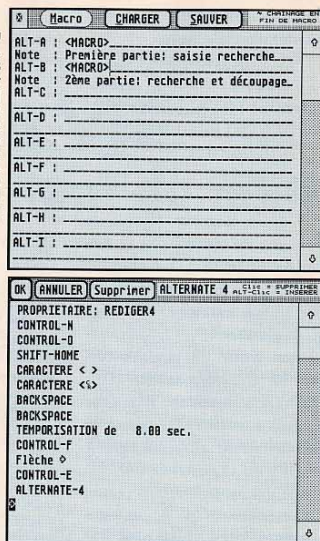 Macro CHARGER SAUVER * CHAINAGE EN FIN DE MACRO
ALT-A : <MACRO>
Note : Première partie: saisie recherche
ALT-B : <MACRO>
Note : 2ème partie: recherche et découpage
ALT-C :
ALT-D :
ALT-E :
ALT-F :
ALT-G :
ALT-H :
ALT-I :
OK ANNULER Supprimer ALTERNATE 4 Clic = SUPPRIMER ALT-Clic = INSERER
PROPRIETAIRE: REDIGER4
CONTROL-N
CONTROL-O
SHIFT-HOME
CARACTERE < >
CARACTERE <%>
BACKSPACE
BACKSPACE
TEMPORISATION de 8.00 sec.
CONTROL-F
Flèche
CONTROL-E
ALTERNATE-4